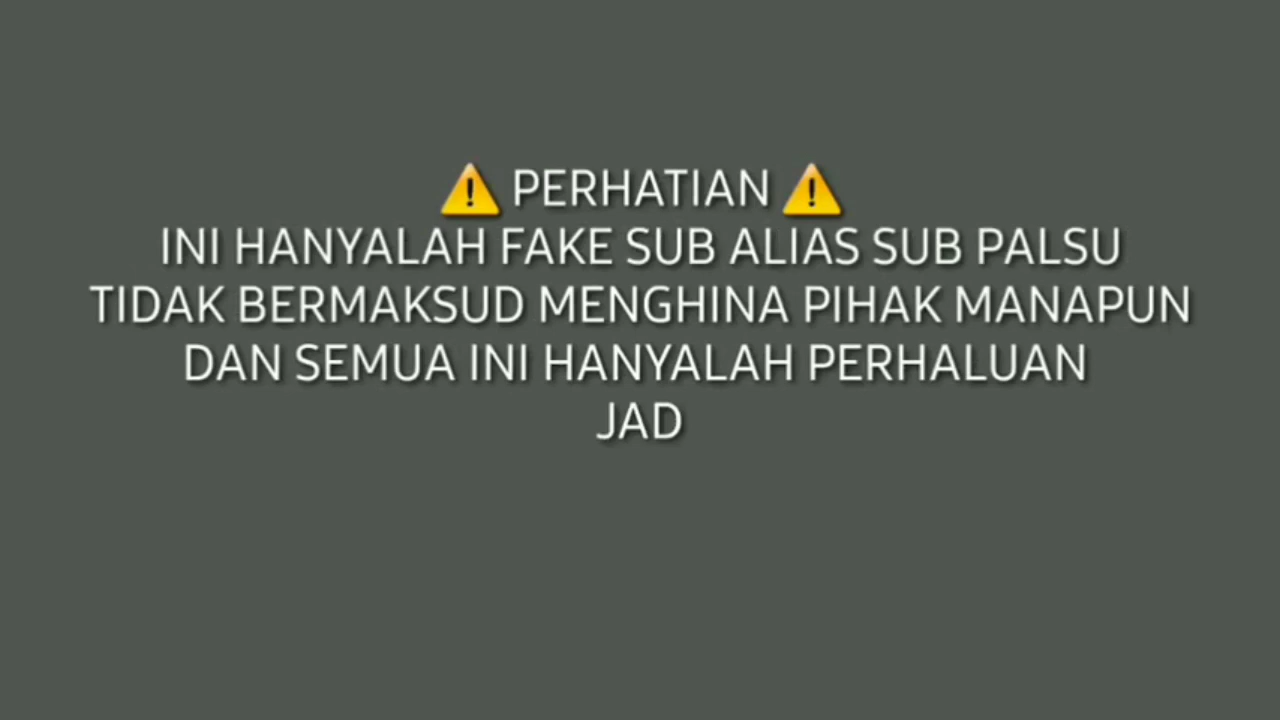 ⚠️ PERHATIAN ⚠️
INI HANYALAH FAKE SUB ALIAS SUB PALSU
TIDAK BERMAKSUD MENGHINA PIHAK MANAPUN
DAN SEMUA INI HANYALAH PERHALUAN
JAD